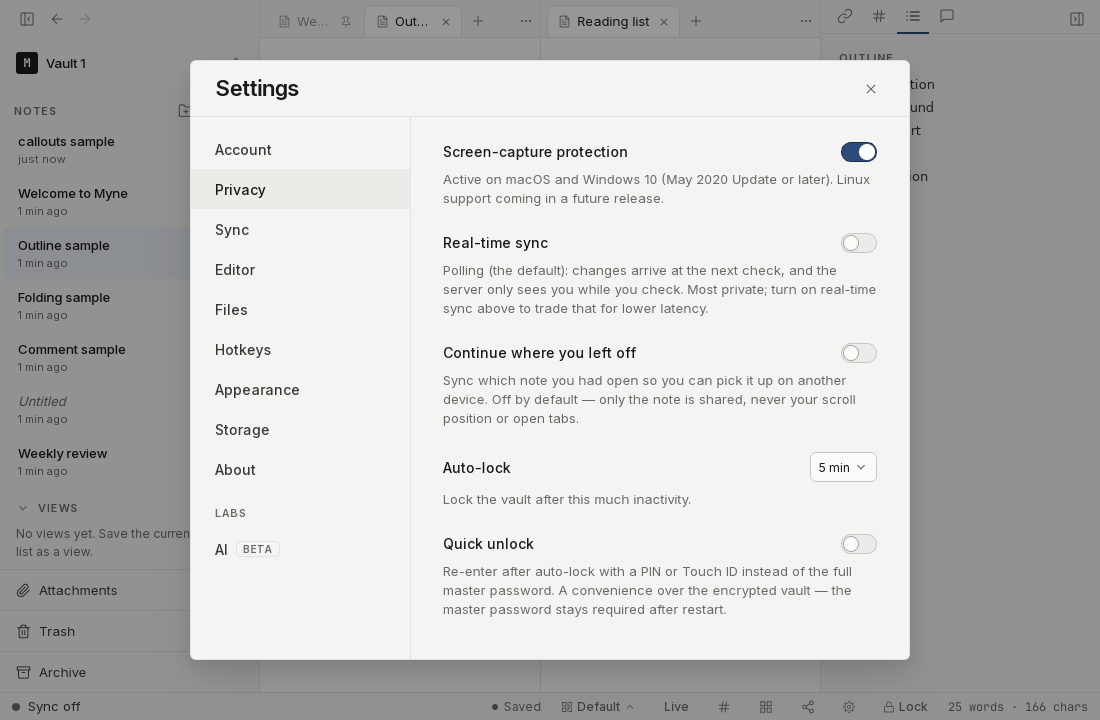 We...
Out...
Reading list
M
Vault 1
OUTLINE
NOTES
callouts sample
just now
Welcome to Myne
1 min ago
Outline sample
1 min ago
Folding sample
1 min ago
Comment sample
1 min ago
Untitled
1 min ago
Weekly review
1 min ago
VIEWS
No views yet. Save the curren
list as a view.
Attachments
Trash
Archive
Settings
Account
Privacy
Sync
Editor
Files
Hotkeys
Appearance
Storage
About
LABS
AI BETA
Screen-capture protection
Active on macOS and Windows 10 (May 2020 Update or later). Linux
support coming in a future release.
Real-time sync
Polling (the default): changes arrive at the next check, and the
server only sees you while you check. Most private; turn on real-time
sync above to trade that for lower latency.
Continue where you left off
Sync which note you had open so you can pick it up on another
device. Off by default — only the note is shared, never your scroll
position or open tabs.
Auto-lock
5 min
Lock the vault after this much inactivity.
Quick unlock
Re-enter after auto-lock with a PIN or Touch ID instead of the full
master password. A convenience over the encrypted vault — the
master password stays required after restart.
Sync off
Saved
Default
Live
Lock
25 words · 166 chars